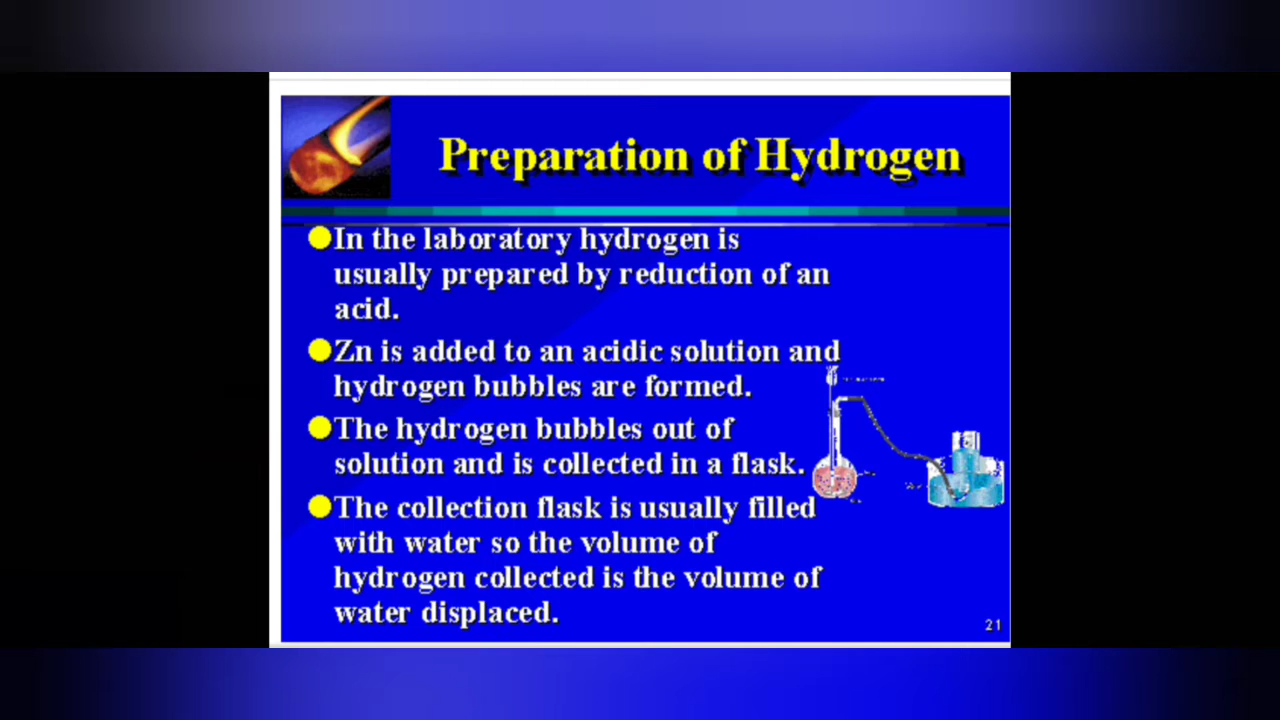 Preparation of Hydrogen
In the laboratory hydrogen is
usually prepared by reduction of an
acid.
Zn is added to an acidic solution and
hydrogen bubbles are formed.
The hydrogen bubbles out of
solution and is collected in a flask.
The collection flask is usually filled
with water so the volume of
hydrogen collected is the volume of
water displaced.
21